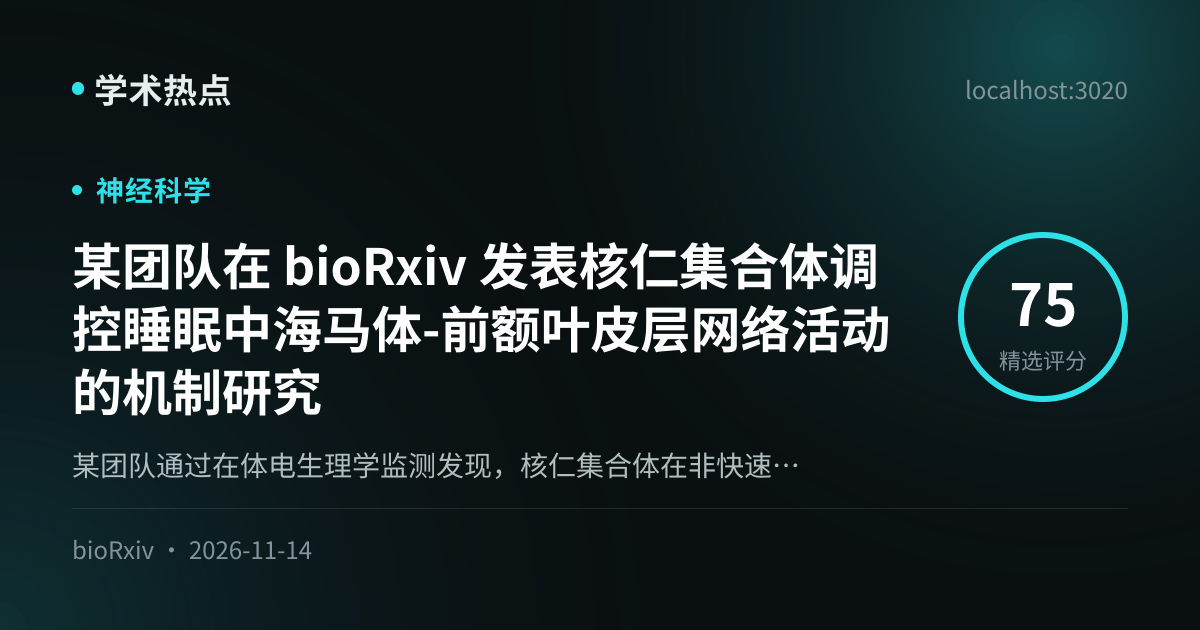 学术热点
localhost:3020
神经科学
某团队在 bioRxiv 发表核仁集合体调
控睡眠中海马体-前额叶皮层网络活动
的机制研究
75
精选评分
某团队通过在体电生理学监测发现，核仁集合体在非快速…
bioRxiv · 2026-11-14